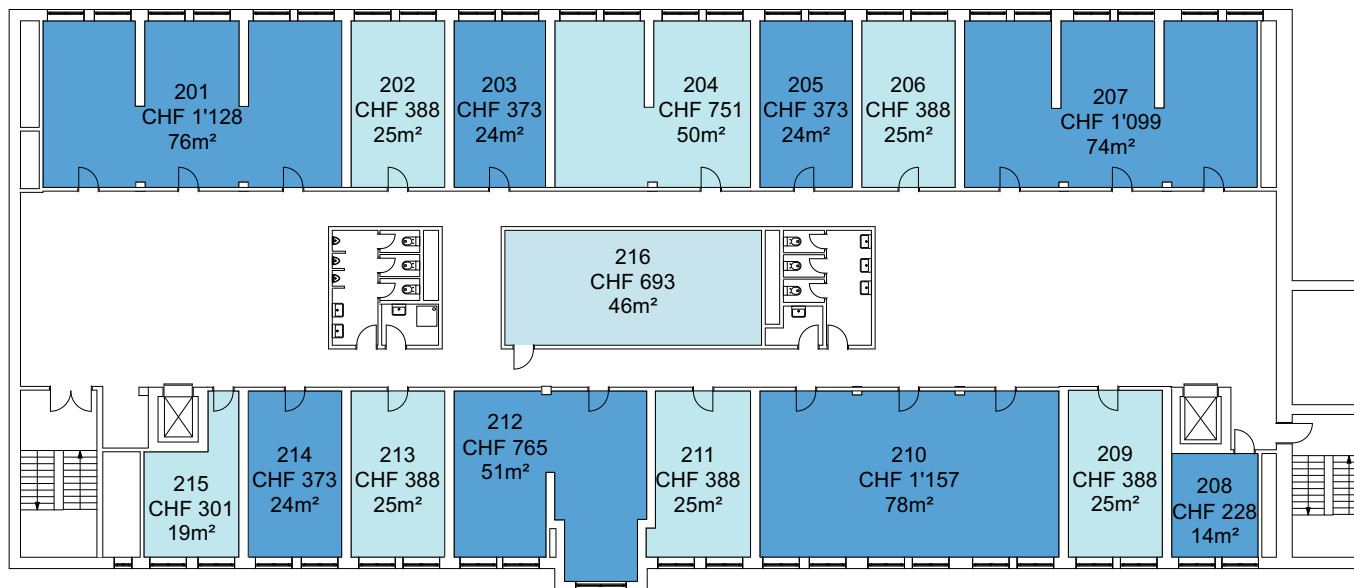 201
CHF 1'128
76m²
202
CHF 388
25m²
203
CHF 373
24m²
204
CHF 751
50m²
205
CHF 373
24m²
206
CHF 388
25m²
207
CHF 1'099
74m²
216
CHF 693
46m²
215
CHF 301
19m²
214
CHF 373
24m²
213
CHF 388
25m²
212
CHF 765
51m²
211
CHF 388
25m²
210
CHF 1'157
78m²
209
CHF 388
25m²
208
CHF 228
14m²